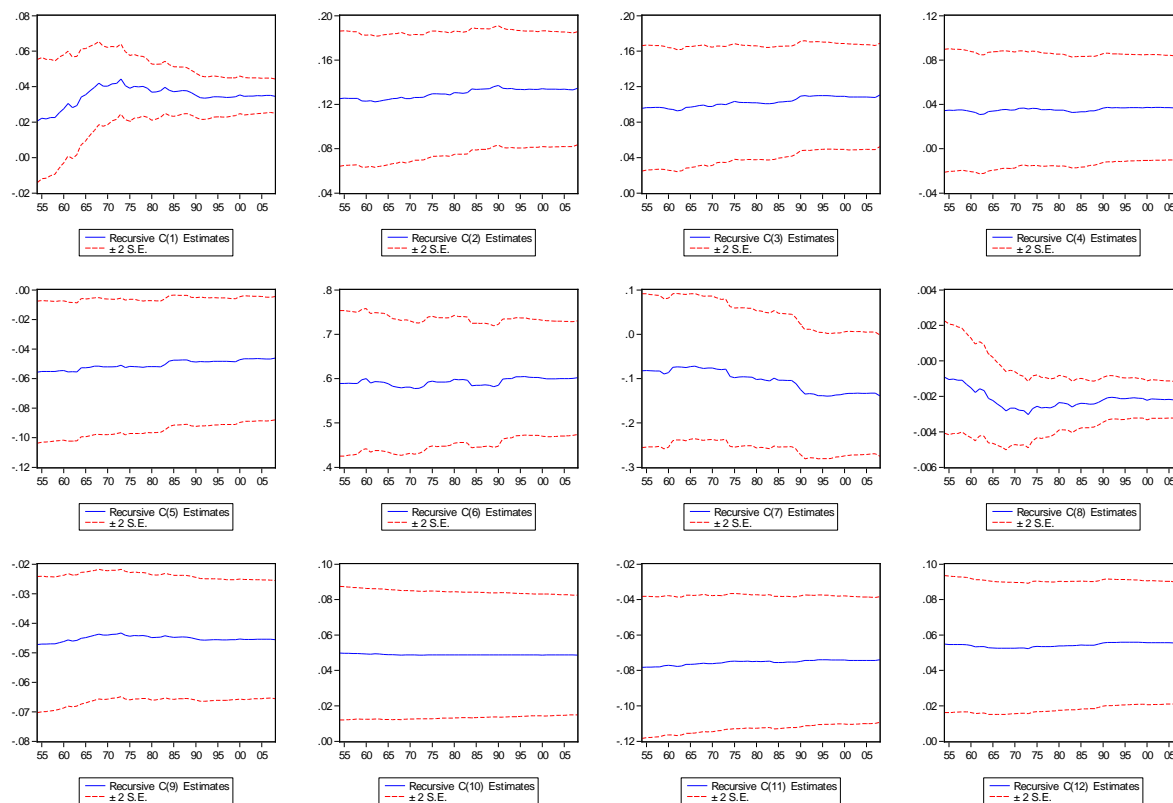 .08
.06
.04
.02
.00
-.02
55 60 65 70 75 80 85 90 95 00 05
Recursive C(1) Estimates
± 2 S.E.
.20
.16
.12
.08
.04
55 60 65 70 75 80 85 90 95 00 05
Recursive C(2) Estimates
± 2 S.E.
.20
.16
.12
.08
.04
.00
55 60 65 70 75 80 85 90 95 00 05
Recursive C(3) Estimates
± 2 S.E.
.12
.08
.04
.00
-.04
55 60 65 70 75 80 85 90 95 00 05
Recursive C(4) Estimates
± 2 S.E.
.00
-.02
-.04
-.06
-.08
-.10
-.12
55 60 65 70 75 80 85 90 95 00 05
Recursive C(5) Estimates
± 2 S.E.
.8
.7
.6
.5
.4
55 60 65 70 75 80 85 90 95 00 05
Recursive C(6) Estimates
± 2 S.E.
.1
.0
-.1
-.2
-.3
55 60 65 70 75 80 85 90 95 00 05
Recursive C(7) Estimates
± 2 S.E.
.004
.002
.000
-.002
-.004
-.006
55 60 65 70 75 80 85 90 95 00 05
Recursive C(8) Estimates
± 2 S.E.
-.02
-.03
-.04
-.05
-.06
-.07
-.08
55 60 65 70 75 80 85 90 95 00 05
Recursive C(9) Estimates
± 2 S.E.
.10
.08
.06
.04
.02
.00
55 60 65 70 75 80 85 90 95 00 05
Recursive C(10) Estimates
± 2 S.E.
-.02
-.04
-.06
-.08
-.10
-.12
55 60 65 70 75 80 85 90 95 00 05
Recursive C(11) Estimates
± 2 S.E.
.10
.08
.06
.04
.02
.00
55 60 65 70 75 80 85 90 95 00 05
Recursive C(12) Estimates
± 2 S.E.